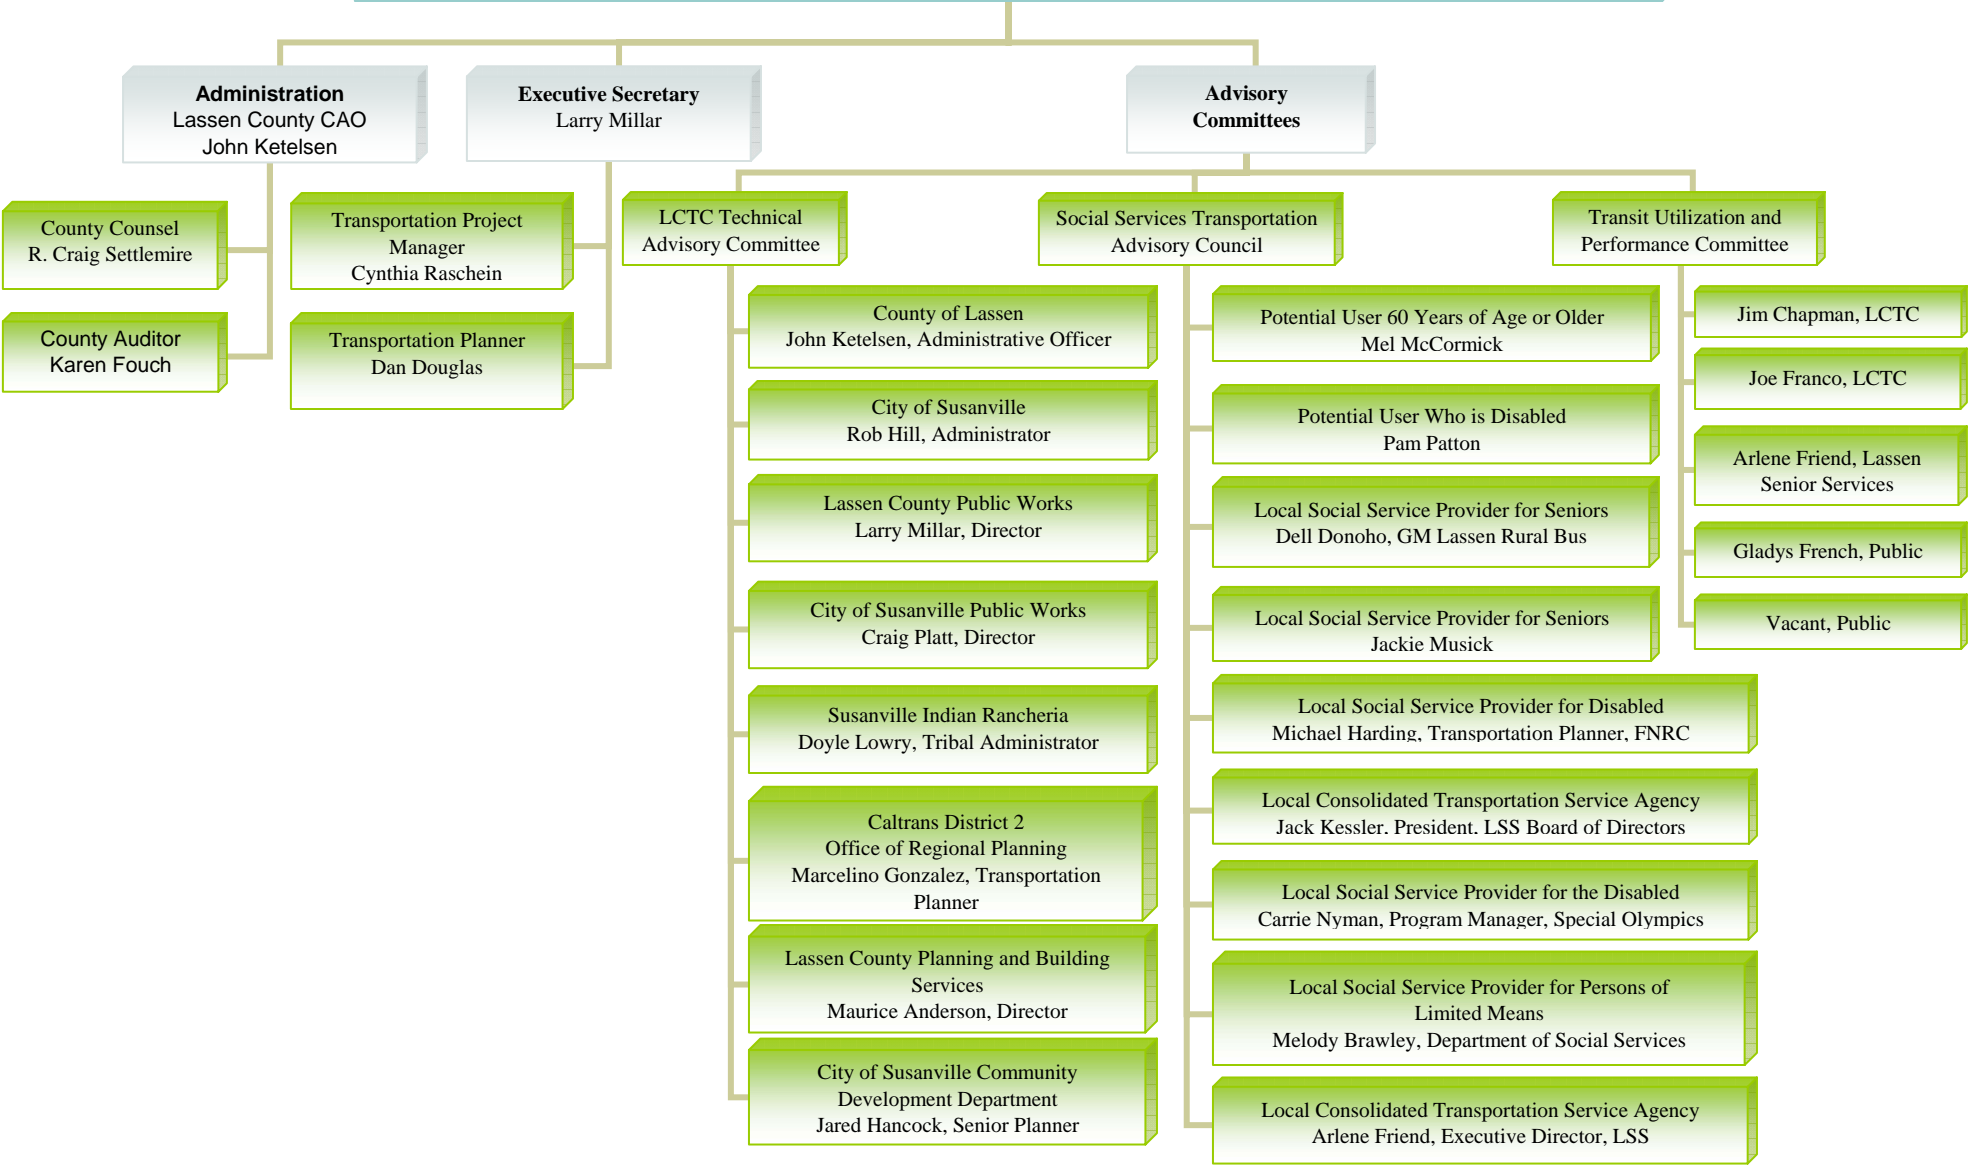 Administration
Lassen County CAO
John Ketelsen
Executive Secretary
Larry Millar
Advisory
Committees
County Counsel
R. Craig Settlemire
County Auditor
Karen Fouch
Transportation Project
Manager
Cynthia Raschein
Transportation Planner
Dan Douglas
LCTC Technical
Advisory Committee
County of Lassen
John Ketelsen, Administrative Officer
City of Susanville
Rob Hill, Administrator
Lassen County Public Works
Larry Millar, Director
City of Susanville Public Works
Craig Platt, Director
Susanville Indian Rancheria
Doyle Lowry, Tribal Administrator
Caltrans District 2
Office of Regional Planning
Marcelino Gonzalez, Transportation
Planner
Lassen County Planning and Building
Services
Maurice Anderson, Director
City of Susanville Community
Development Department
Jared Hancock, Senior Planner
Social Services Transportation
Advisory Council
Potential User 60 Years of Age or Older
Mel McCormick
Potential User Who is Disabled
Pam Patton
Local Social Service Provider for Seniors
Dell Donoho, GM Lassen Rural Bus
Local Social Service Provider for Seniors
Jackie Musick
Local Social Service Provider for Disabled
Michael Harding, Transportation Planner, FNRC
Local Consolidated Transportation Service Agency
Jack Kessler, President, LSS Board of Directors
Local Social Service Provider for the Disabled
Carrie Nyman, Program Manager, Special Olympics
Local Social Service Provider for Persons of
Limited Means
Melody Brawley, Department of Social Services
Local Consolidated Transportation Service Agency
Arlene Friend, Executive Director, LSS
Transit Utilization and
Performance Committee
Jim Chapman, LCTC
Joe Franco, LCTC
Arlene Friend, Lassen
Senior Services
Gladys French, Public
Vacant, Public